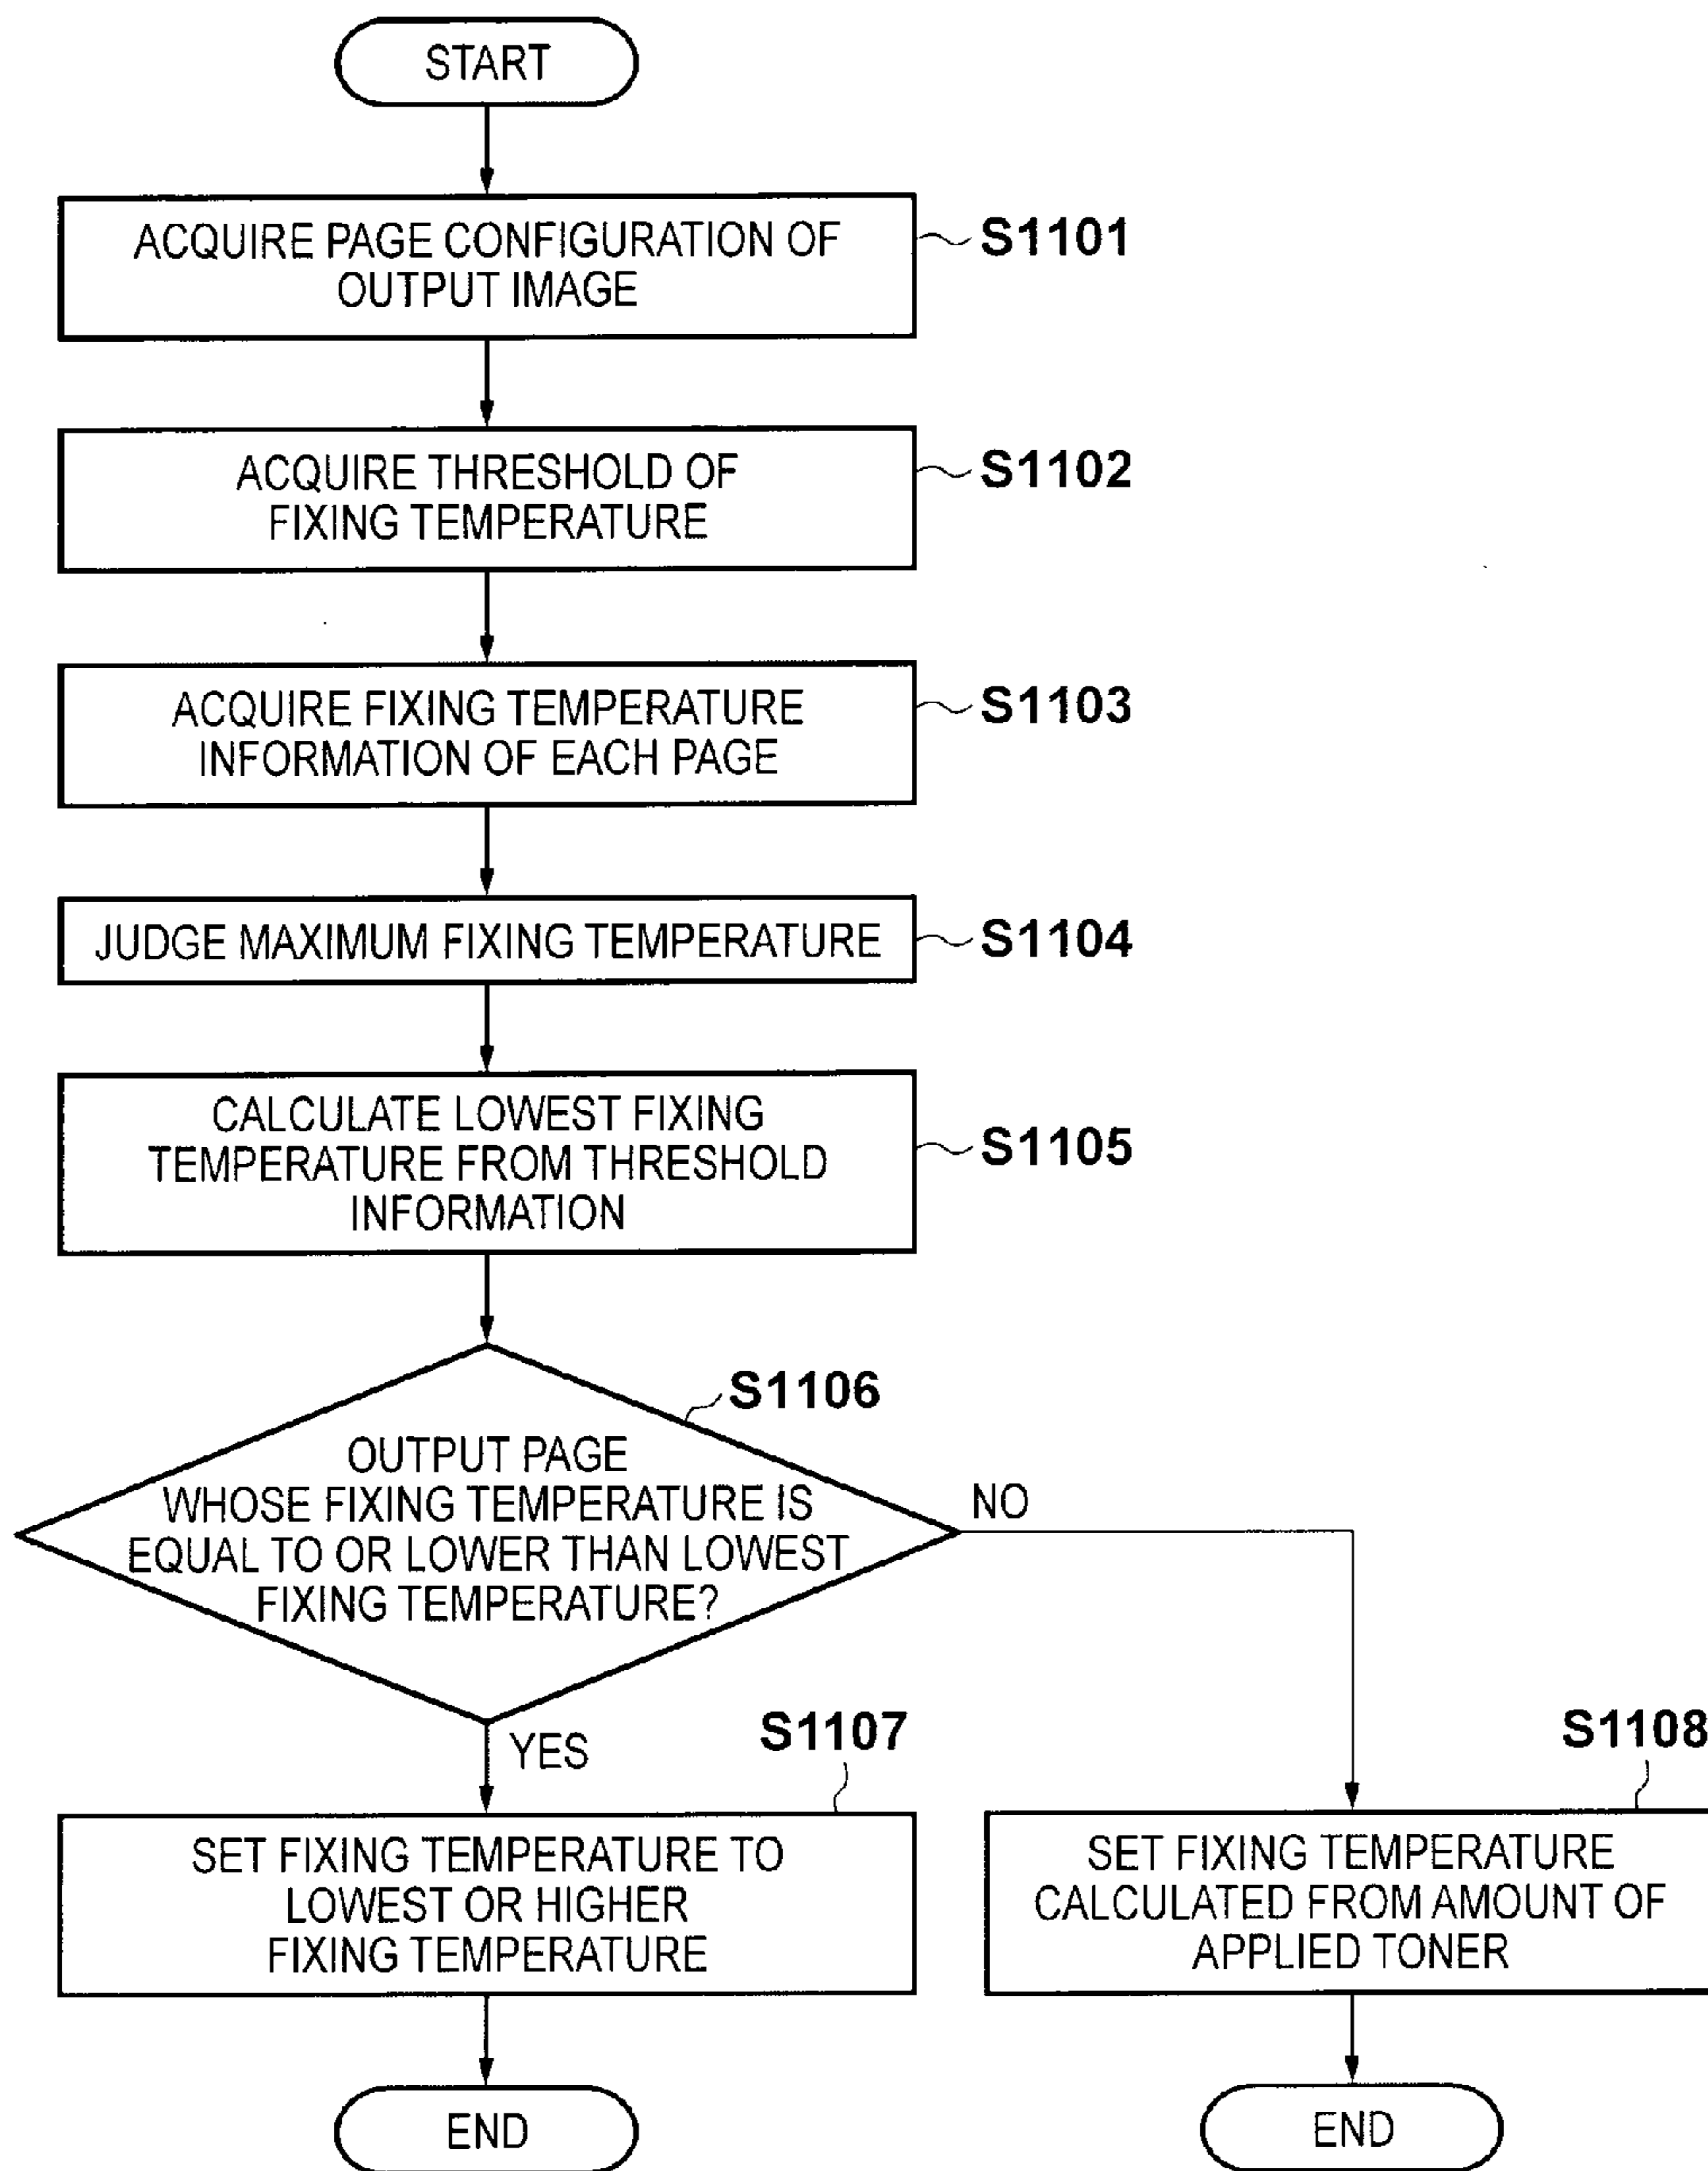 START
ACQUIRE PAGE CONFIGURATION OF
OUTPUT IMAGE
S1101
ACQUIRE THRESHOLD OF
FIXING TEMPERATURE
S1102
ACQUIRE FIXING TEMPERATURE
INFORMATION OF EACH PAGE
S1103
JUDGE MAXIMUM FIXING TEMPERATURE
S1104
CALCULATE LOWEST FIXING
TEMPERATURE FROM THRESHOLD
INFORMATION
S1105
S1106
OUTPUT PAGE
WHOSE FIXING TEMPERATURE IS
EQUAL TO OR LOWER THAN LOWEST
FIXING TEMPERATURE?
NO
YES
S1107
SET FIXING TEMPERATURE TO
LOWEST OR HIGHER
FIXING TEMPERATURE
S1108
SET FIXING TEMPERATURE
CALCULATED FROM AMOUNT OF
APPLIED TONER
END
END